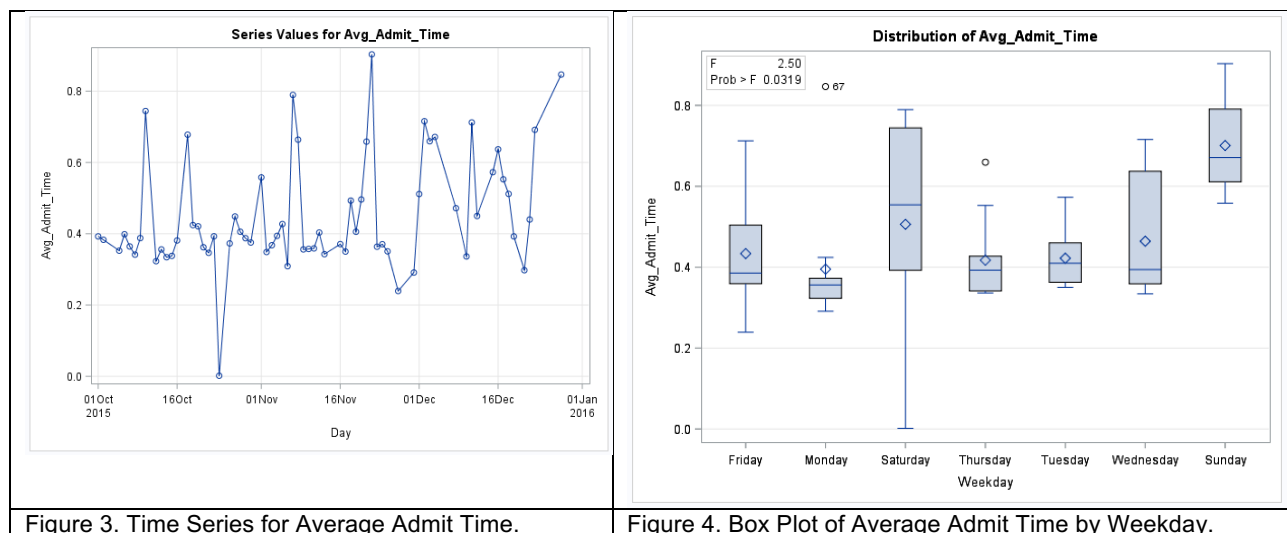 Series Values for Avg_Admit_Time
Avg_Admit_Time
0.8
0.6
0.4
0.2
0.0
01Oct 16Oct 01Nov 16Nov 01Dec 16Dec 01Jan
2015 2016
Day
Figure 3. Time Series for Average Admit Time.
Distribution of Avg_Admit_Time
F 2.50
Prob > F 0.0319
67
Avg_Admit_Time
0.8
0.6
0.4
0.2
0.0
Friday Monday Saturday Thursday Tuesday Wednesday Sunday
Weekday
Figure 4. Box Plot of Average Admit Time by Weekday.